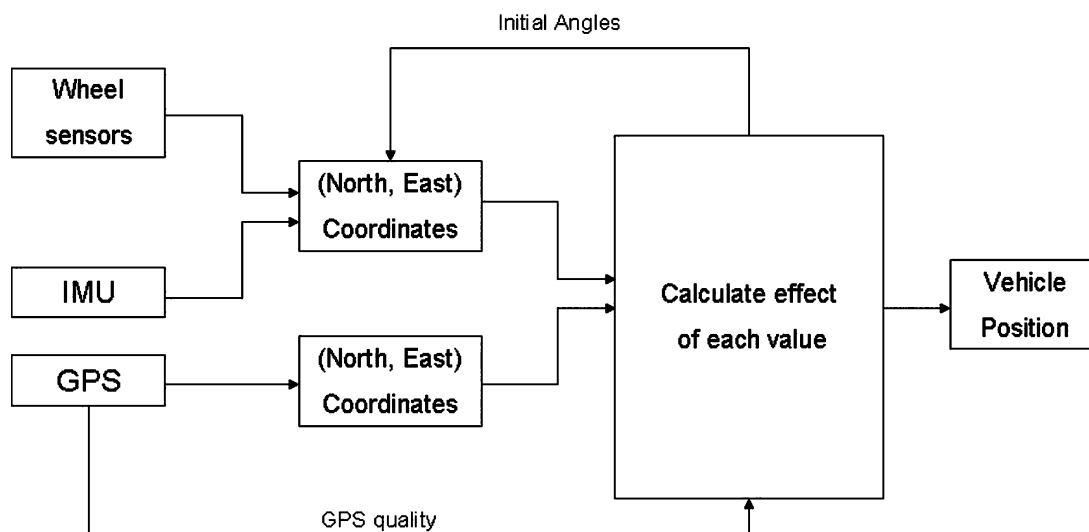 Initial Angles
Wheel
sensors
(North, East)
Coordinates
IMU
GPS
(North, East)
Coordinates
Calculate effect
of each value
Vehicle
Position
GPS quality